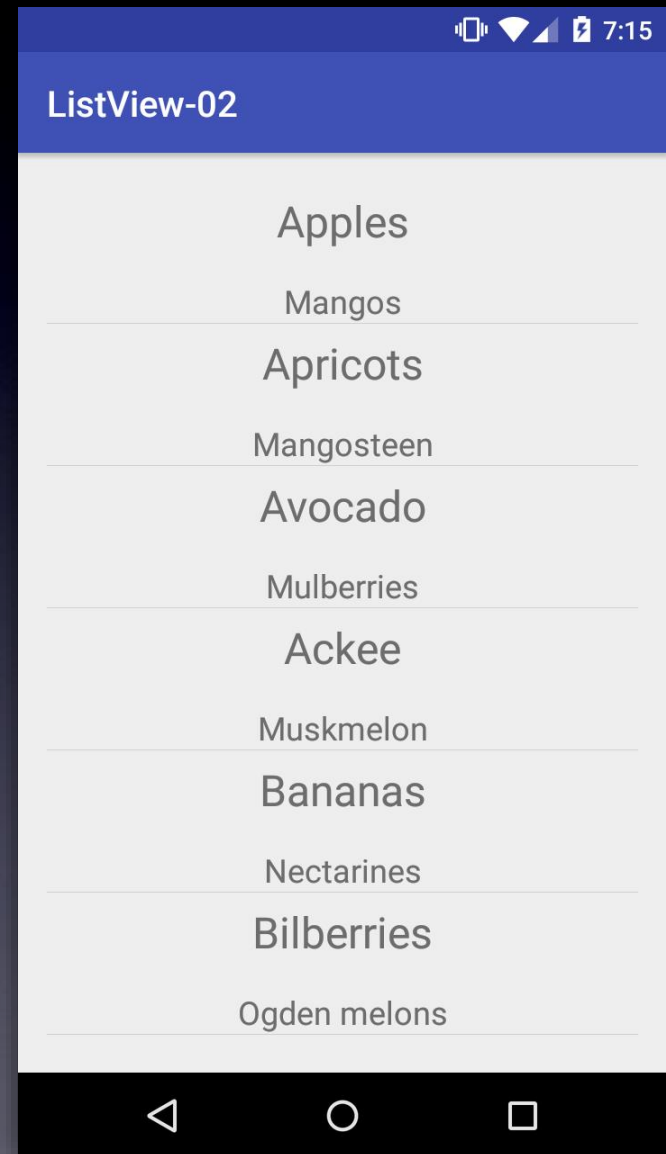 7:15
ListView-02
Apples
Mangos
Apricots
Mangosteen
Avocado
Mulberries
Ackee
Muskmelon
Bananas
Nectarines
Bilberries
Ogden melons